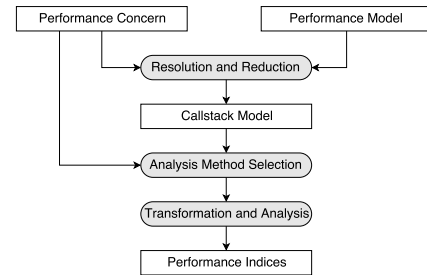 Performance Concern
Performance Model
Resolution and Reduction
Callstack Model
Analysis Method Selection
Transformation and Analysis
Performance Indices